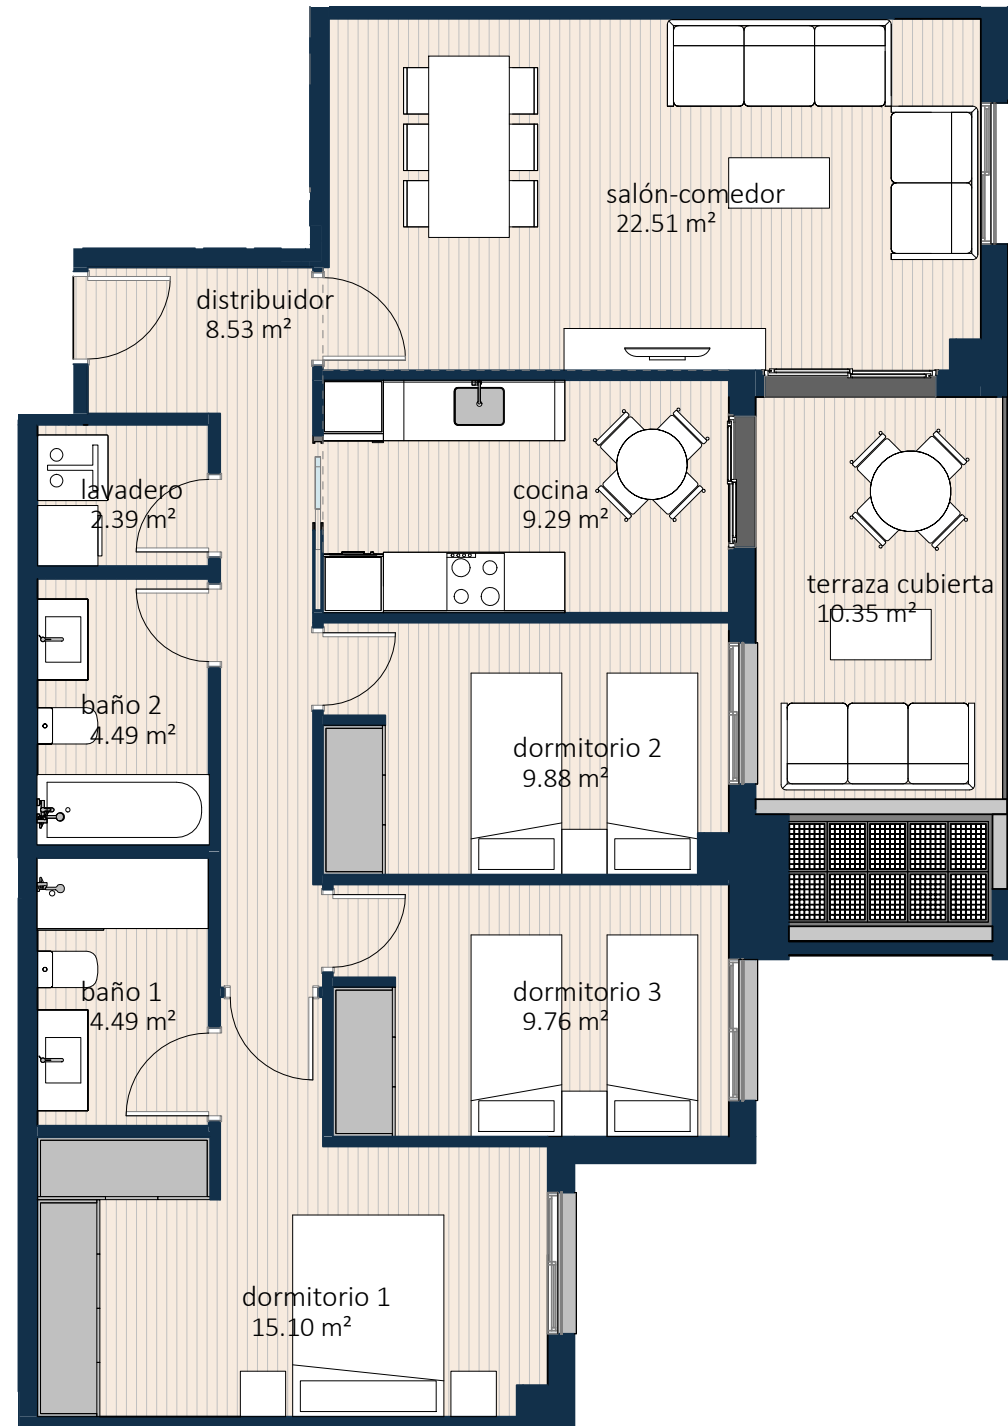 salón-comedor
22.51 m²
distribuidor
8.53 m²
lavadero
2.39 m²
cocina
9.29 m²
terraza cubierta
10.35 m²
baño 2
4.49 m²
dormitorio 2
9.88 m²
baño 1
4.49 m²
dormitorio 3
9.76 m²
dormitorio 1
15.10 m²